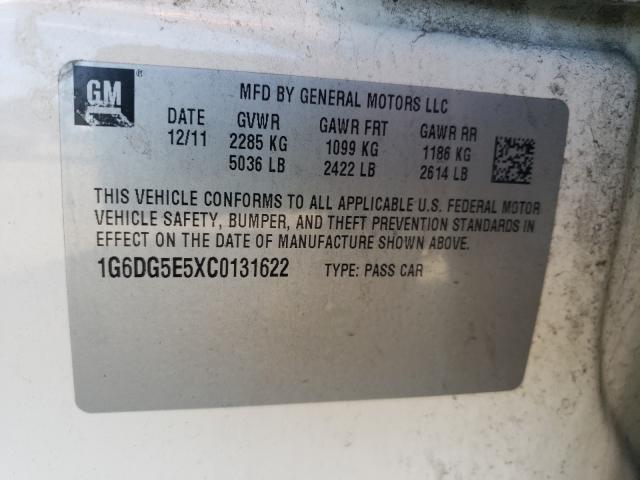 GM ®
MFD BY GENERAL MOTORS LLC
DATE GVWR GAWR FRT GAWR RR
12/11 2285 KG 1099 KG 1186 KG
5036 LB 2422 LB 2614 LB
THIS VEHICLE CONFORMS TO ALL APPLICABLE U.S. FEDERAL MOTOR
VEHICLE SAFETY, BUMPER, AND THEFT PREVENTION STANDARDS IN
EFFECT ON THE DATE OF MANUFACTURE SHOWN ABOVE.
1G6DG5E5XC0131622 TYPE: PASS CAR